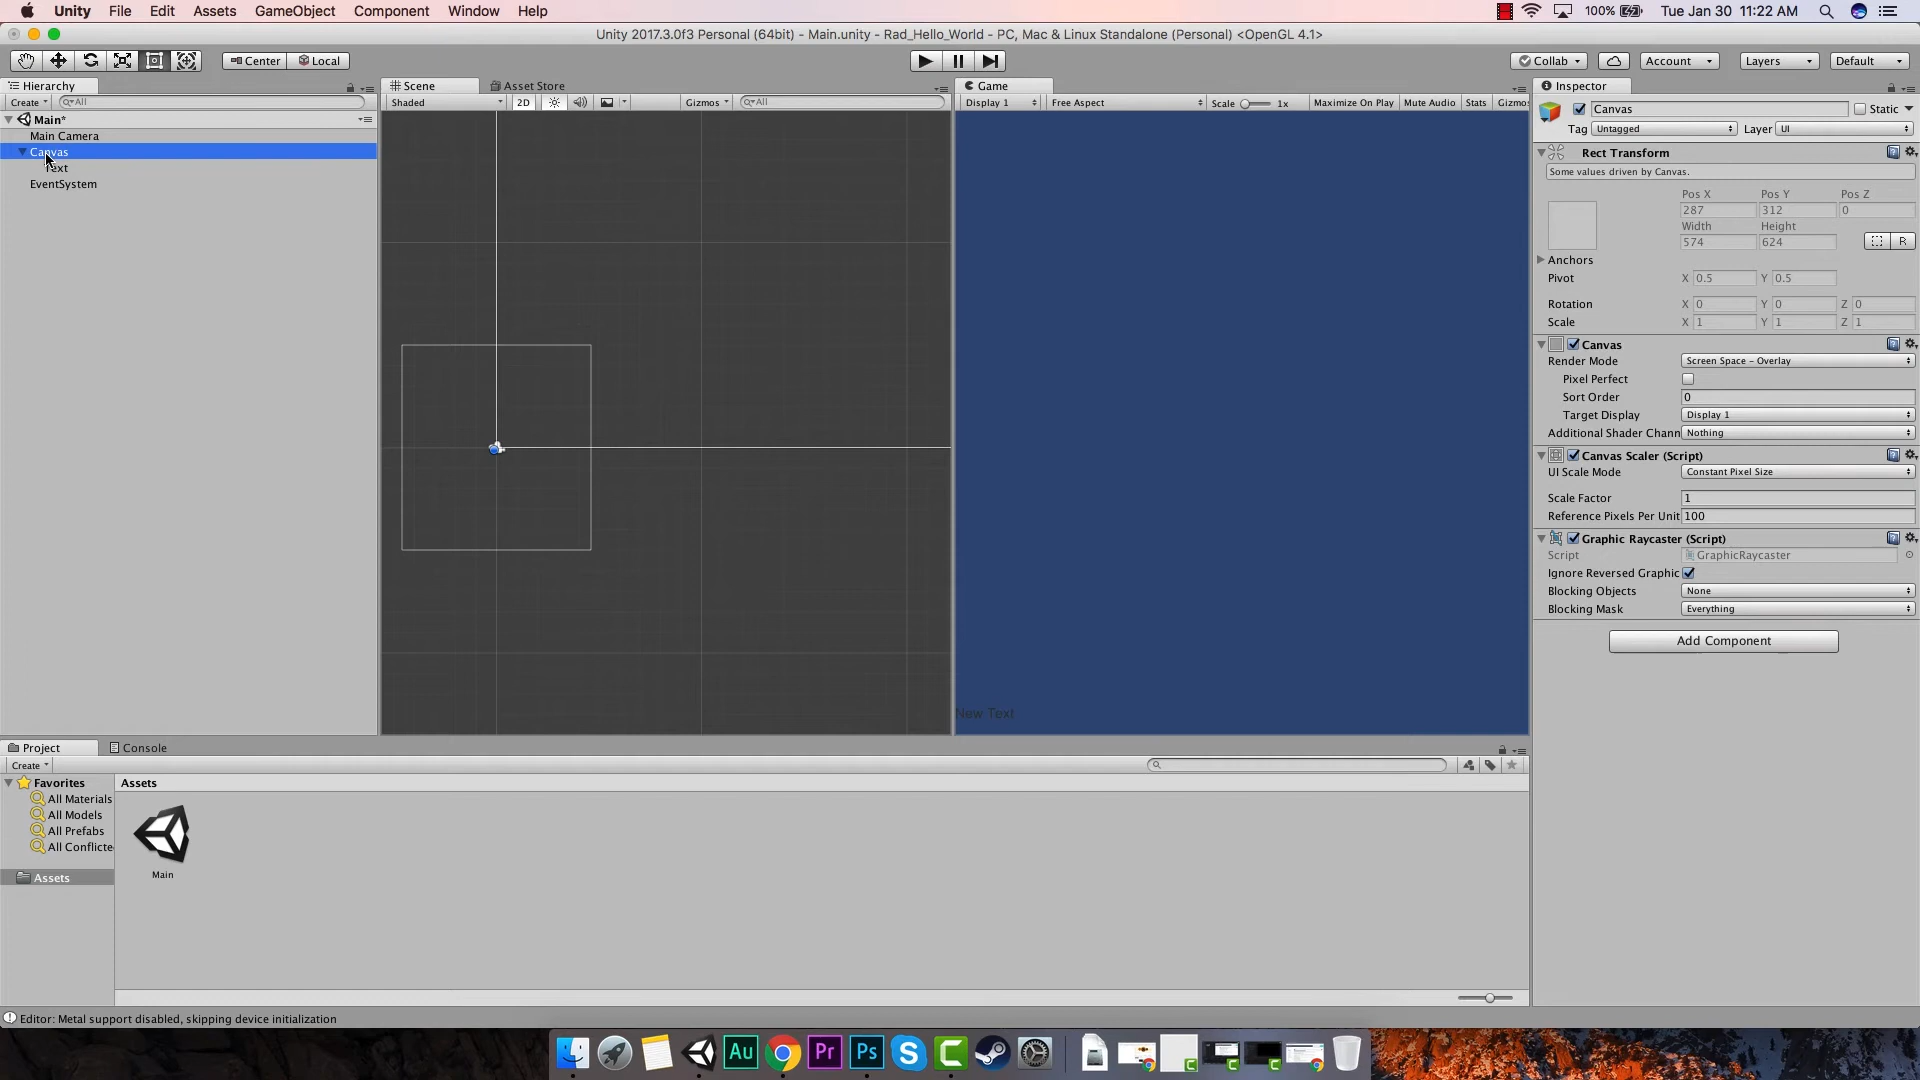 Unity File Edit Assets GameObject Component Window Help 100% Tue Jan 30 11:22 AM
Unity 2017.3.0f3 Personal (64bit) - Main.unity - Rad_Hello_World - PC, Mac & Linux Standalone (Personal) <OpenGL 4.1>
Center Local Collab Account Layers Default
Hierarchy Scene Asset Store Game Inspector
Create All Shaded 2D Gizmos All Display 1 Free Aspect Scale 1x Maximize On Play Mute Audio Stats Gizmos
Canvas Static
Main*
Tag Untagged Layer UI
Main Camera
Canvas
Text
EventSystem
Rect Transform
Some values driven by Canvas.
Pos X Pos Y Pos Z
287 312 0
Width Height
574 624 R
Anchors
Pivot X 0.5 Y 0.5
Rotation X 0 Y 0 Z 0
Scale X 1 Y 1 Z 1
Canvas
Render Mode Screen Space - Overlay
Pixel Perfect
Sort Order 0
Target Display Display 1
Additional Shader Chann Nothing
Canvas Scaler (Script)
UI Scale Mode Constant Pixel Size
Scale Factor 1
Reference Pixels Per Unit 100
Graphic Raycaster (Script)
Script GraphicRaycaster
Ignore Reversed Graphic
Blocking Objects None
Blocking Mask Everything
Add Component
New Text
Project Console
Create
Favorites
All Materials
All Models
All Prefabs
All Conflicte
Assets
Assets
Main
Editor: Metal support disabled, skipping device initialization
Au Pr Ps